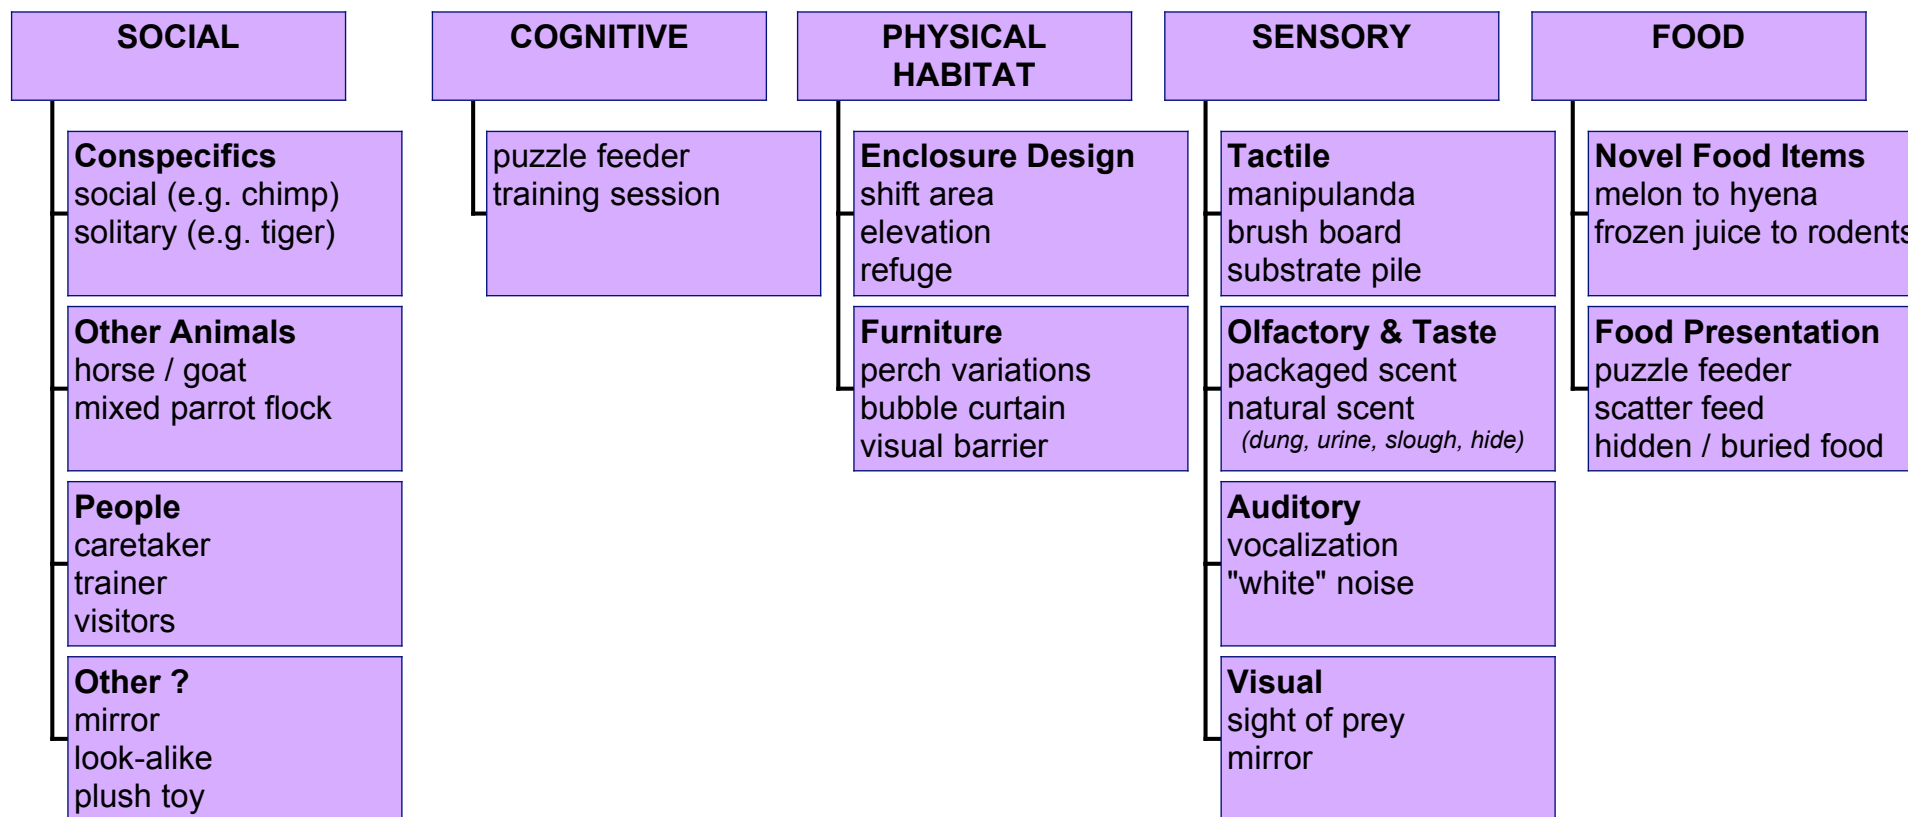 SOCIAL
Conspecifics
social (e.g. chimp)
solitary (e.g. tiger)
Other Animals
horse / goat
mixed parrot flock
People
caretaker
trainer
visitors
Other ?
mirror
look-alike
plush toy
COGNITIVE
puzzle feeder
training session
PHYSICAL
HABITAT
Enclosure Design
shift area
elevation
refuge
Furniture
perch variations
bubble curtain
visual barrier
SENSORY
Tactile
manipulanda
brush board
substrate pile
Olfactory & Taste
packaged scent
natural scent
(dung, urine, slough, hide)
Auditory
vocalization
"white" noise
Visual
sight of prey
mirror
FOOD
Novel Food Items
melon to hyena
frozen juice to rodents
Food Presentation
puzzle feeder
scatter feed
hidden / buried food